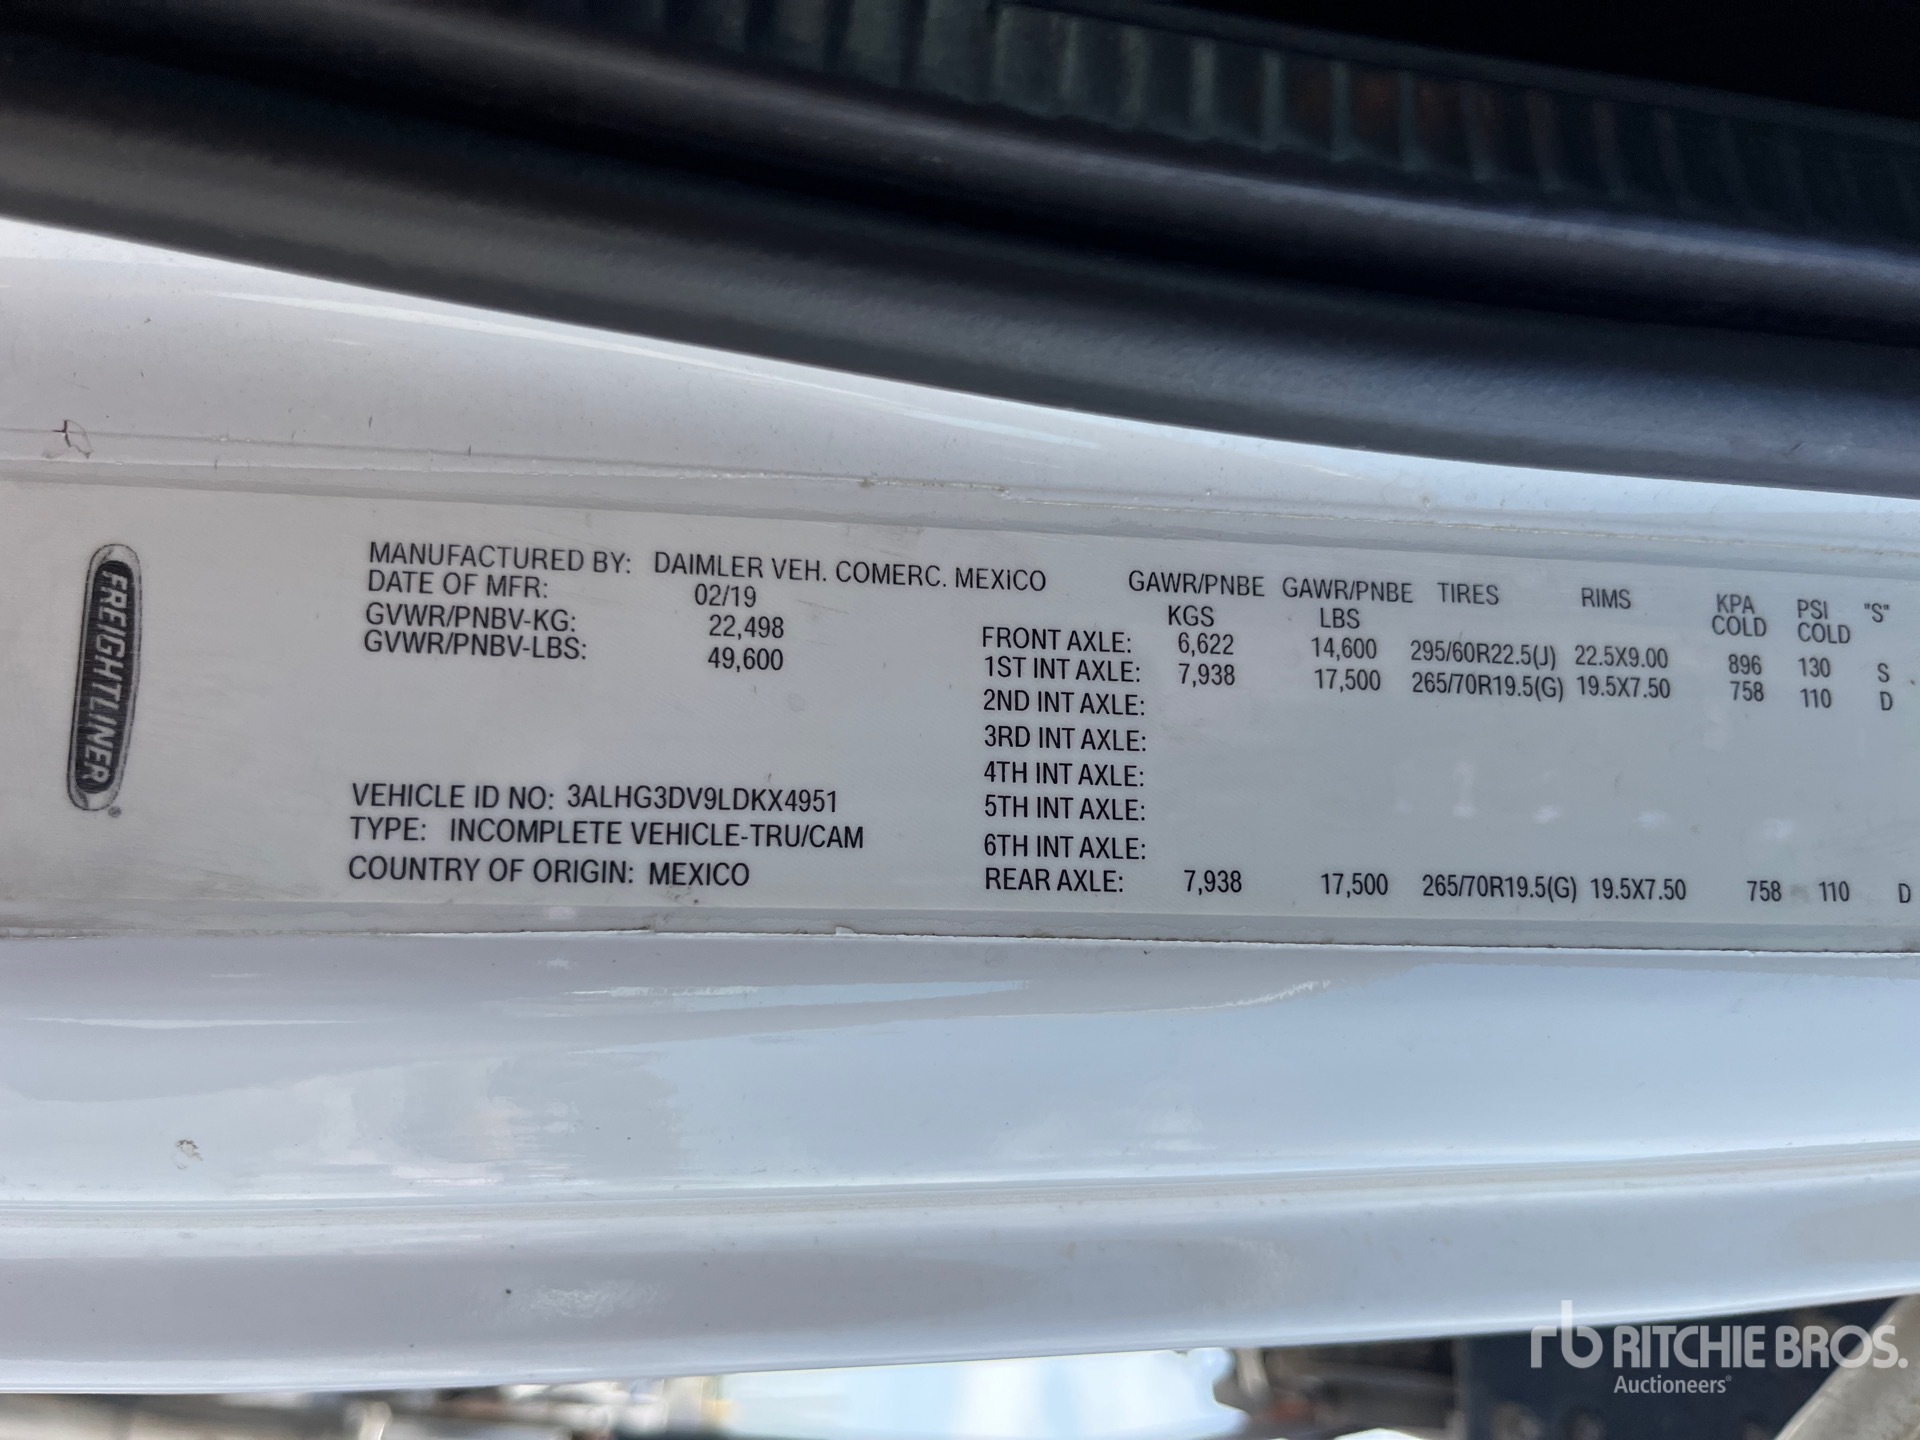 FREIGHTLINER®
MANUFACTURED BY: DAIMLER VEH. COMERC. MEXiCO
DATE OF MFR: 02/19
GVWR/PNBV-KG: 22,498
GVWR/PNBV-LBS: 49,600
VEHICLE ID NO: 3ALHG3DV9LDKX4951
TYPE: INCOMPLETE VEHICLE-TRU/CAM
COUNTRY OF ORIGIN: MEXICO
GAWR/PNBE GAWR/PNBE TIRES RIMS KPA PSI "S"
KGS LBS COLD COLD
FRONT AXLE: 6,622 14,600 295/60R22.5(J) 22.5X9.00 896 130 S
1ST INT AXLE: 7,938 17,500 265/70R19.5(G) 19.5X7.50 758 110 D
2ND INT AXLE:
3RD INT AXLE:
4TH INT AXLE:
5TH INT AXLE:
6TH INT AXLE:
REAR AXLE: 7,938 17,500 265/70R19.5(G) 19.5X7.50 758 110 D
rb RITCHIE BROS.
Auctioneers®